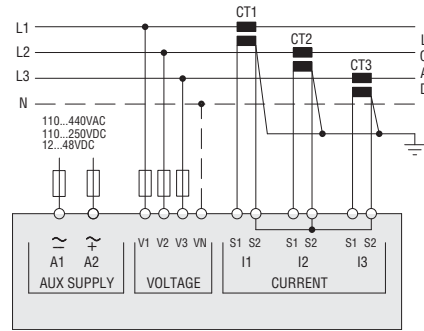 CT1
L1
CT2
L2
CT3
L3
N
LOAD
110...440VAC
110...250VDC
12...48VDC
V1 V2 V3 VN
S1 S2 S1 S2 S1 S2
A1 A2
I1 I2 I3
AUX SUPPLY VOLTAGE CURRENT